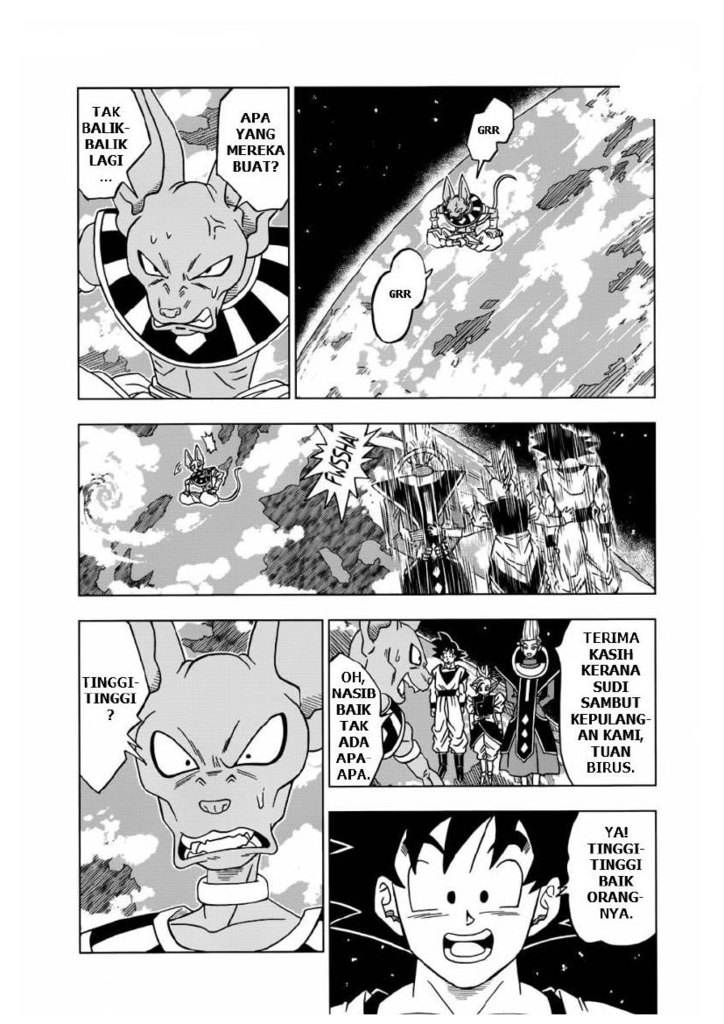 GRR
GRR
APA
YANG
MEREKA
BUAT?
TAK
BALIK-
BALIK
LAGI
...
FWSSHA!
TERIMA
KASIH
KERANA
SUDI
SAMBUT
KEPULANG-
AN KAMI,
TUAN
BIRUS.
OH,
NASIB
BAIK
TAK
ADA
APA-
APA.
YA!
TINGGI-
TINGGI
BAIK
ORANG-
NYA.
TINGGI-
TINGGI
?